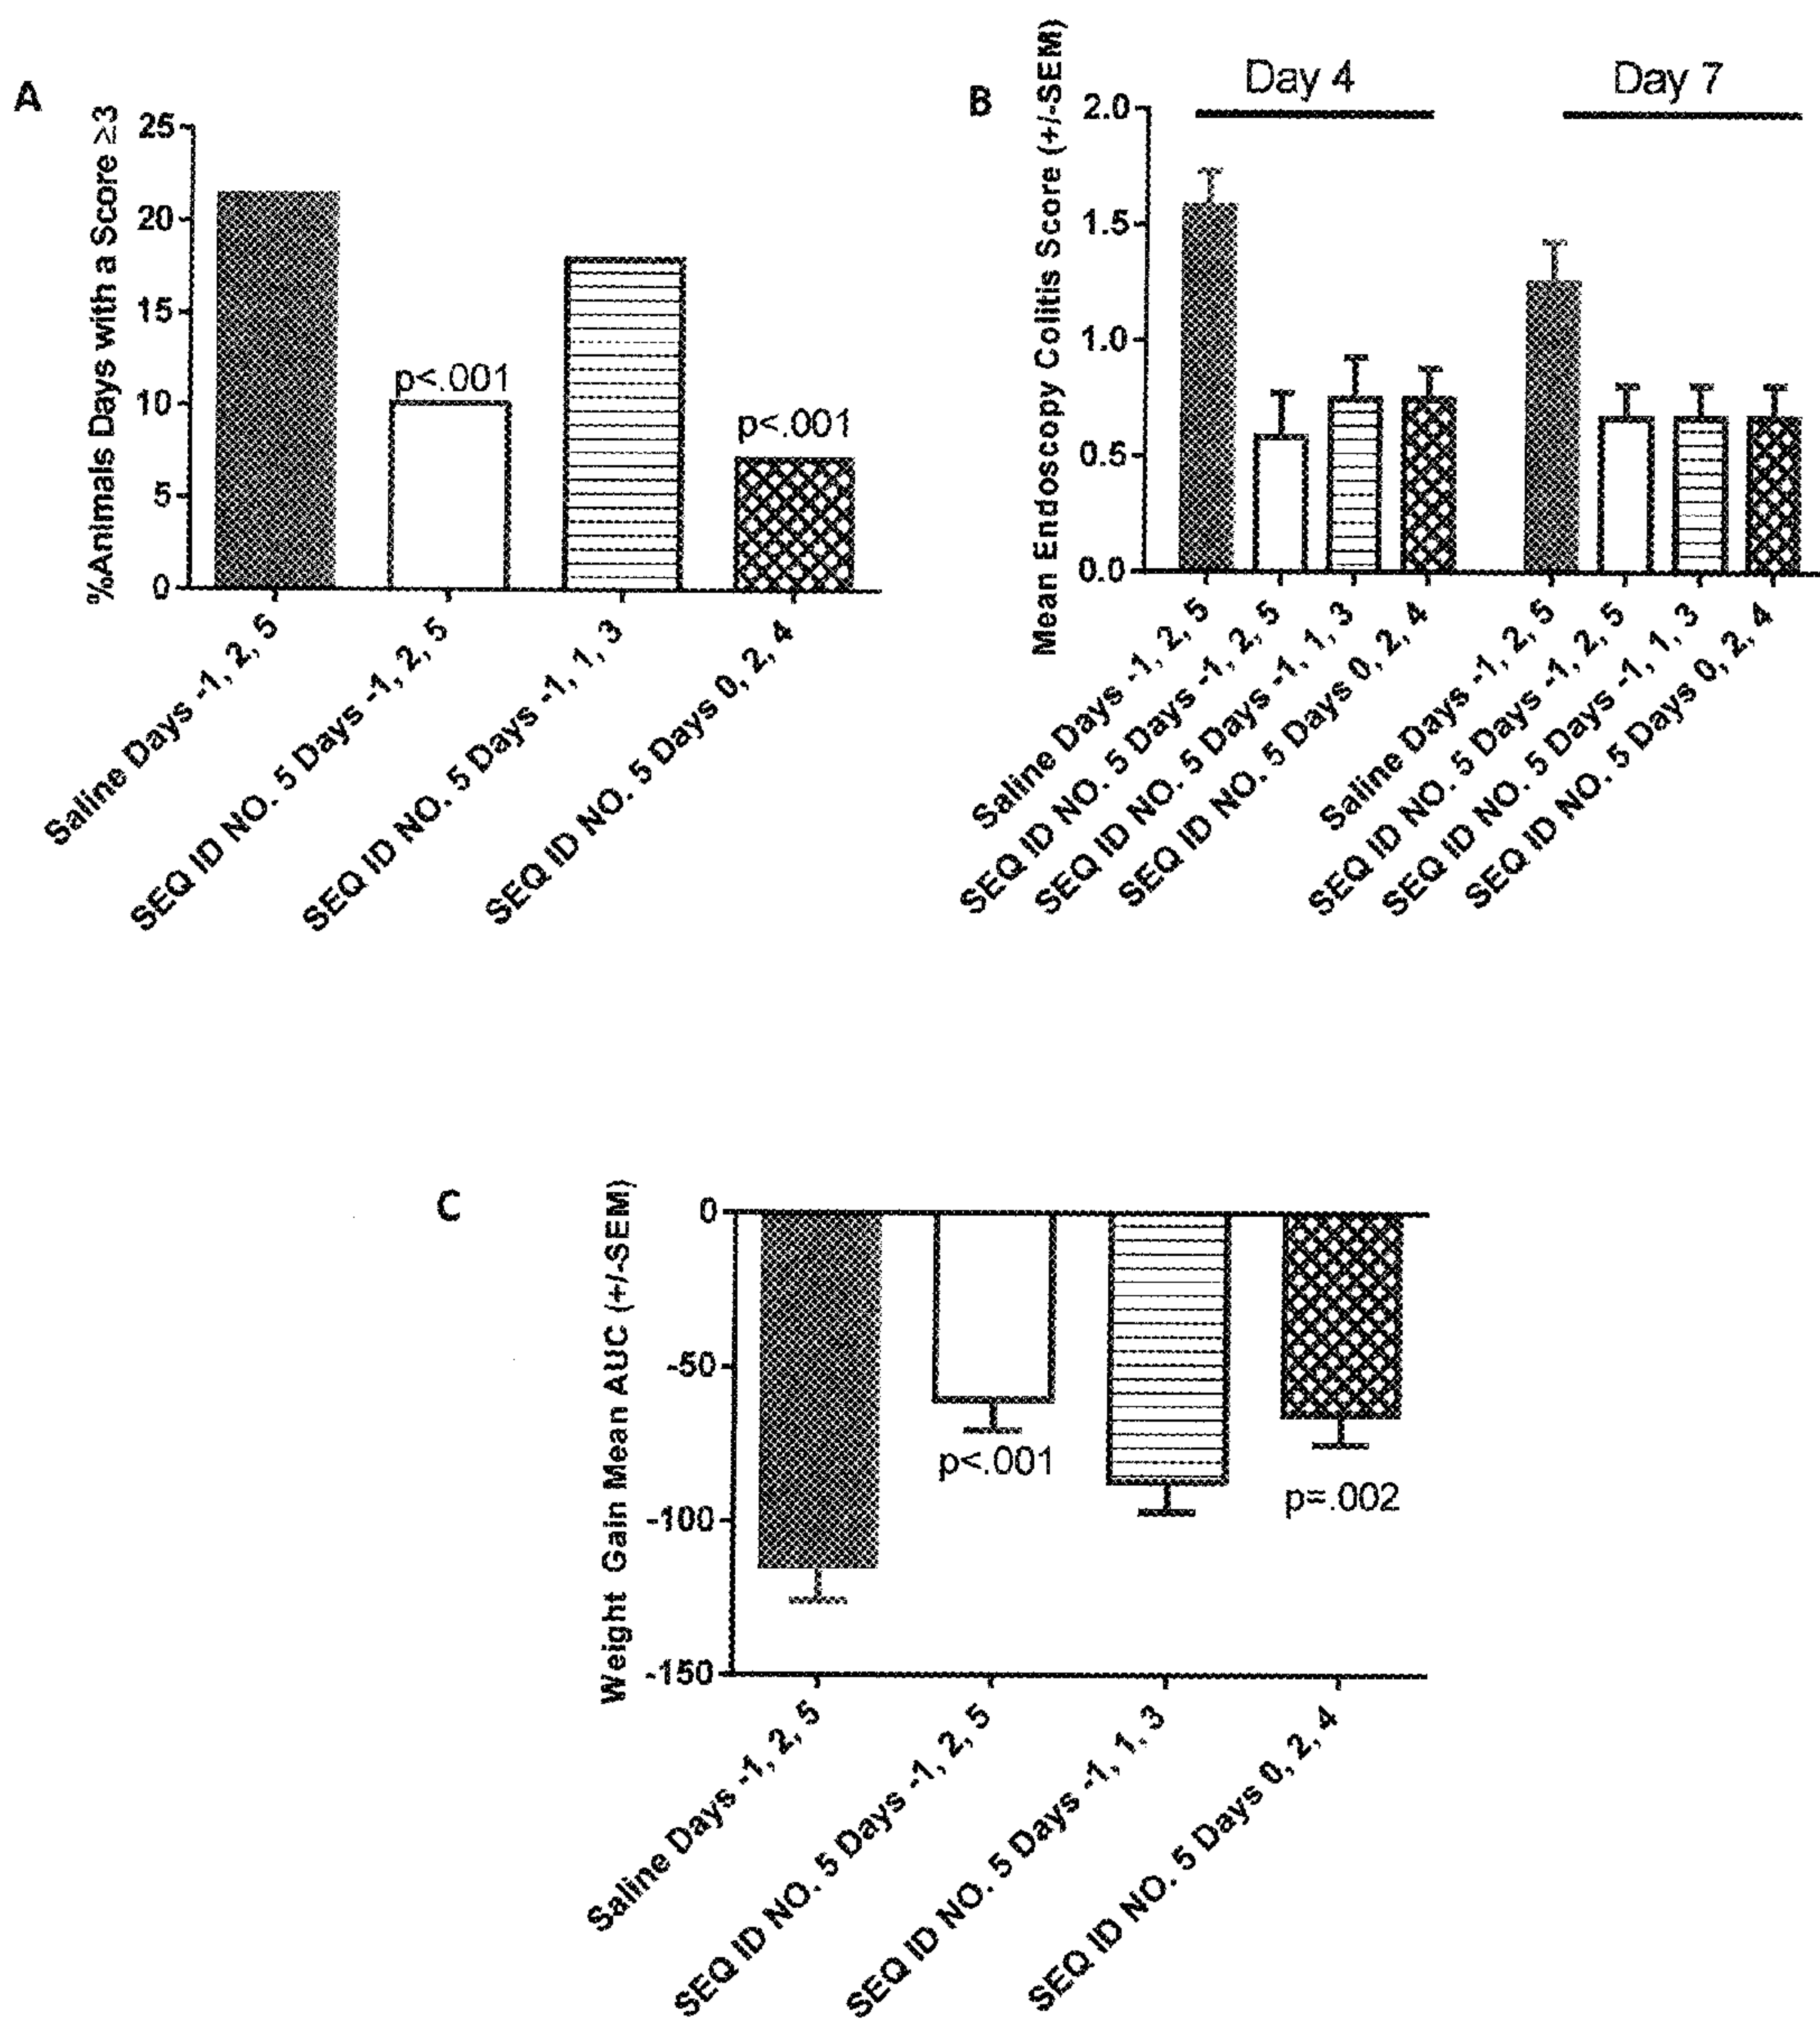 A
%Animals Days with a Score ≥3
25
20
15
10
5
0
p<.001
p<.001
Saline Days -1, 2, 5
SEQ ID NO. 5 Days -1, 2, 5
SEQ ID NO. 5 Days -1, 1, 3
SEQ ID NO. 5 Days 0, 2, 4
B
Mean Endoscopy Colitis Score (+/-SEM)
Day 4
Day 7
2.0
1.5
1.0
0.5
0.0
Saline Days -1, 2, 5
SEQ ID NO. 5 Days -1, 2, 5
SEQ ID NO. 5 Days -1, 1, 3
SEQ ID NO. 5 Days 0, 2, 4
Saline Days -1, 2, 5
SEQ ID NO. 5 Days -1, 2, 5
SEQ ID NO. 5 Days -1, 1, 3
SEQ ID NO. 5 Days 0, 2, 4
C
Weight Gain Mean AUC (+/-SEM)
0
-50
-100
-150
p<.001
p=.002
Saline Days -1, 2, 5
SEQ ID NO. 5 Days -1, 2, 5
SEQ ID NO. 5 Days -1, 1, 3
SEQ ID NO. 5 Days 0, 2, 4